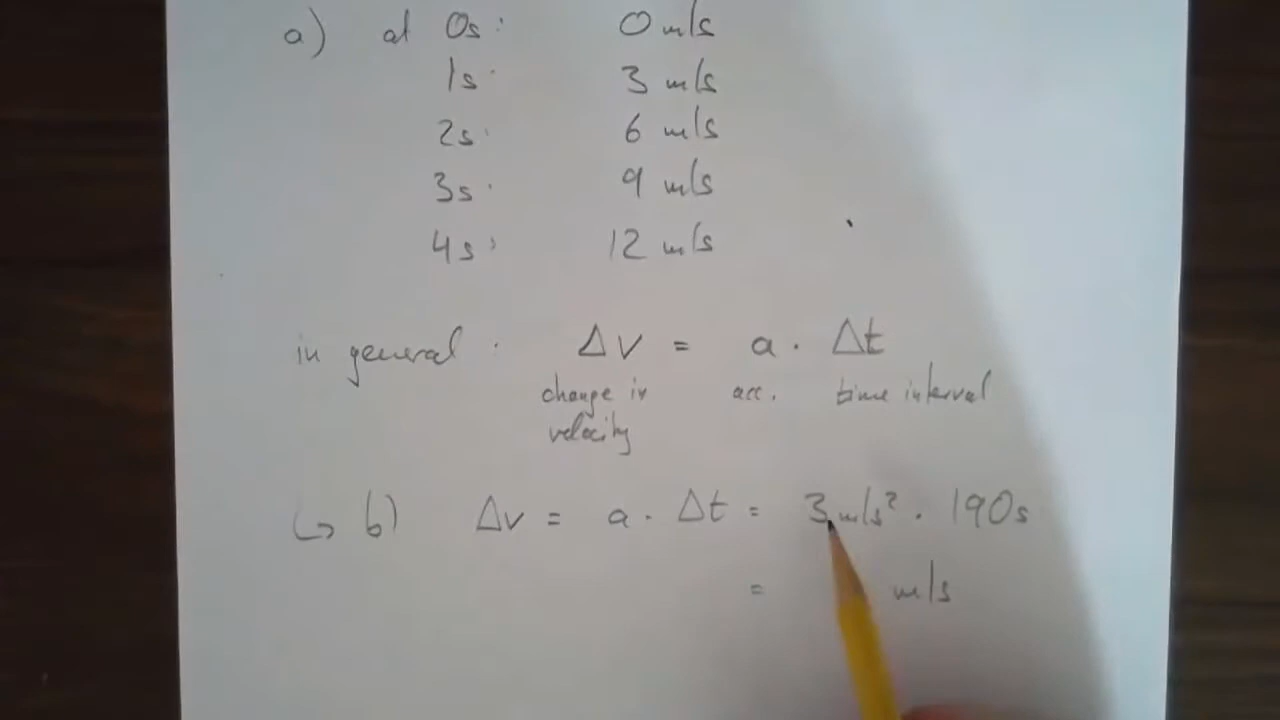 a) at 0s: 0 m/s
1s: 3 m/s
2s: 6 m/s
3s: 9 m/s
4s: 12 m/s
in general: Δv = a · Δt
change in velocity acc. time interval
↳ b) Δv = a · Δt = 3 m/s² · 190s
= m/s